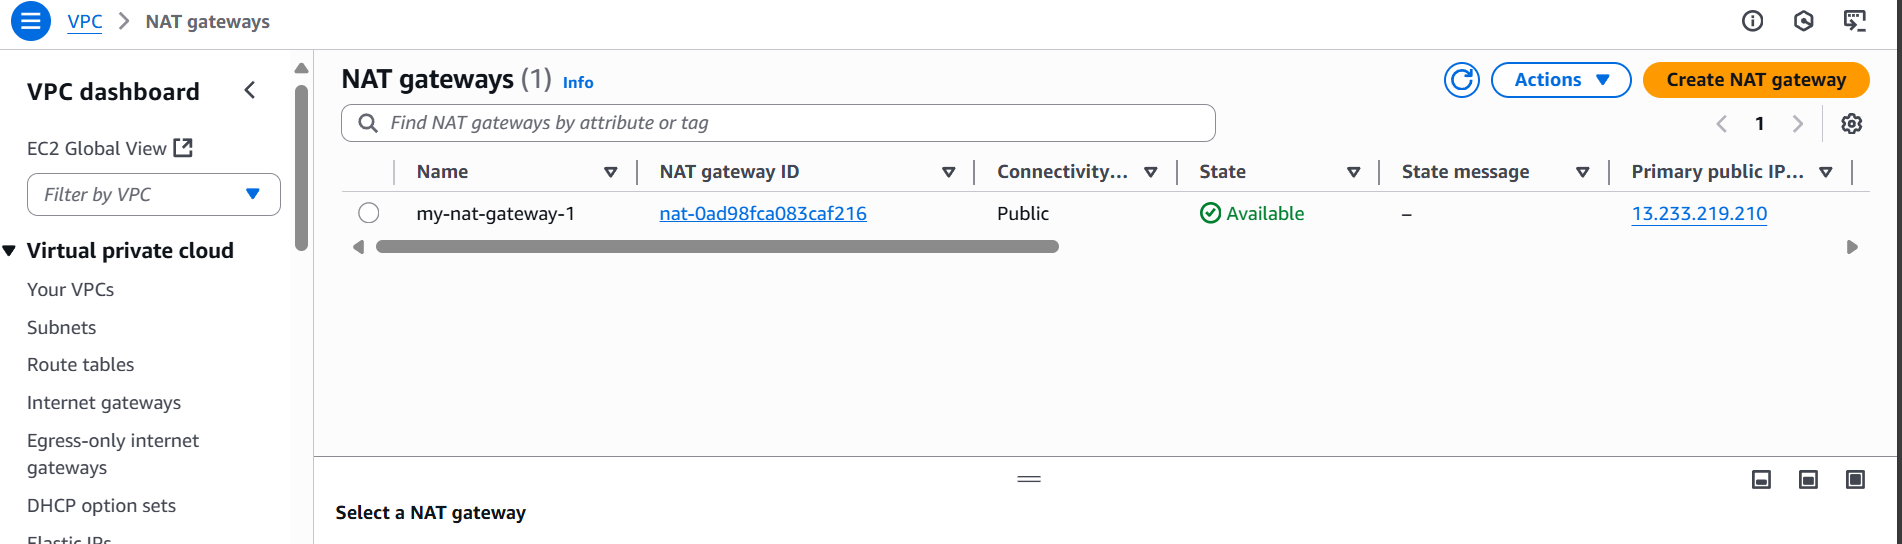 VPC > NAT gateways
VPC dashboard
EC2 Global View
Filter by VPC
Virtual private cloud
Your VPCs
Subnets
Route tables
Internet gateways
Egress-only internet
gateways
DHCP option sets
Elastic IPs
NAT gateways (1) Info
Actions
Create NAT gateway
Find NAT gateways by attribute or tag
1
Name NAT gateway ID Connectivity... State State message Primary public IP...
my-nat-gateway-1 nat-0ad98fca083caf216 Public Available – 13.233.219.210
Select a NAT gateway